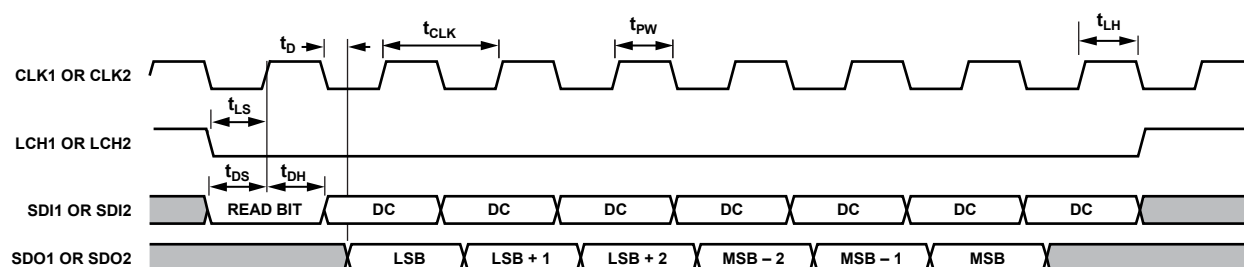 tD
tCLK
tPW
tLH
CLK1 OR CLK2
tLS
LCH1 OR LCH2
tDS
tDH
SDI1 OR SDI2
READ BIT
DC
DC
DC
DC
DC
DC
DC
SDO1 OR SDO2
LSB
LSB + 1
LSB + 2
MSB – 2
MSB – 1
MSB